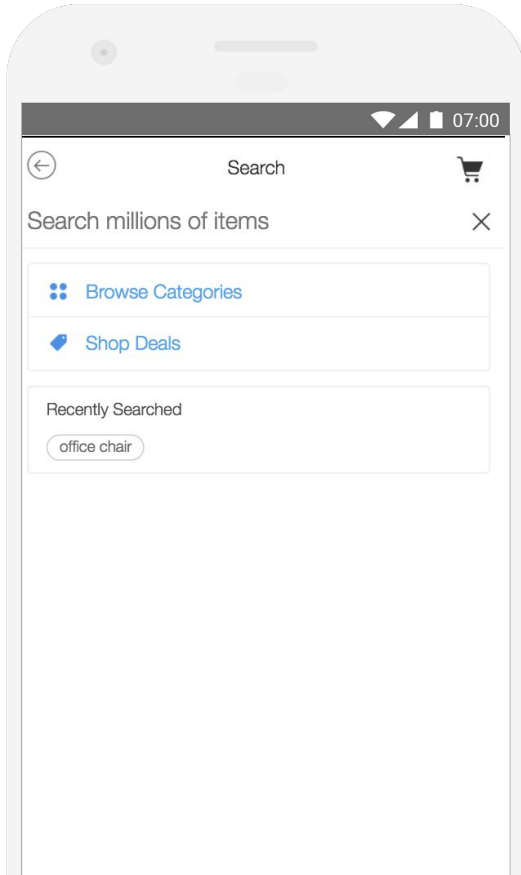 07:00
Search
Search millions of items
Browse Categories
Shop Deals
Recently Searched
office chair